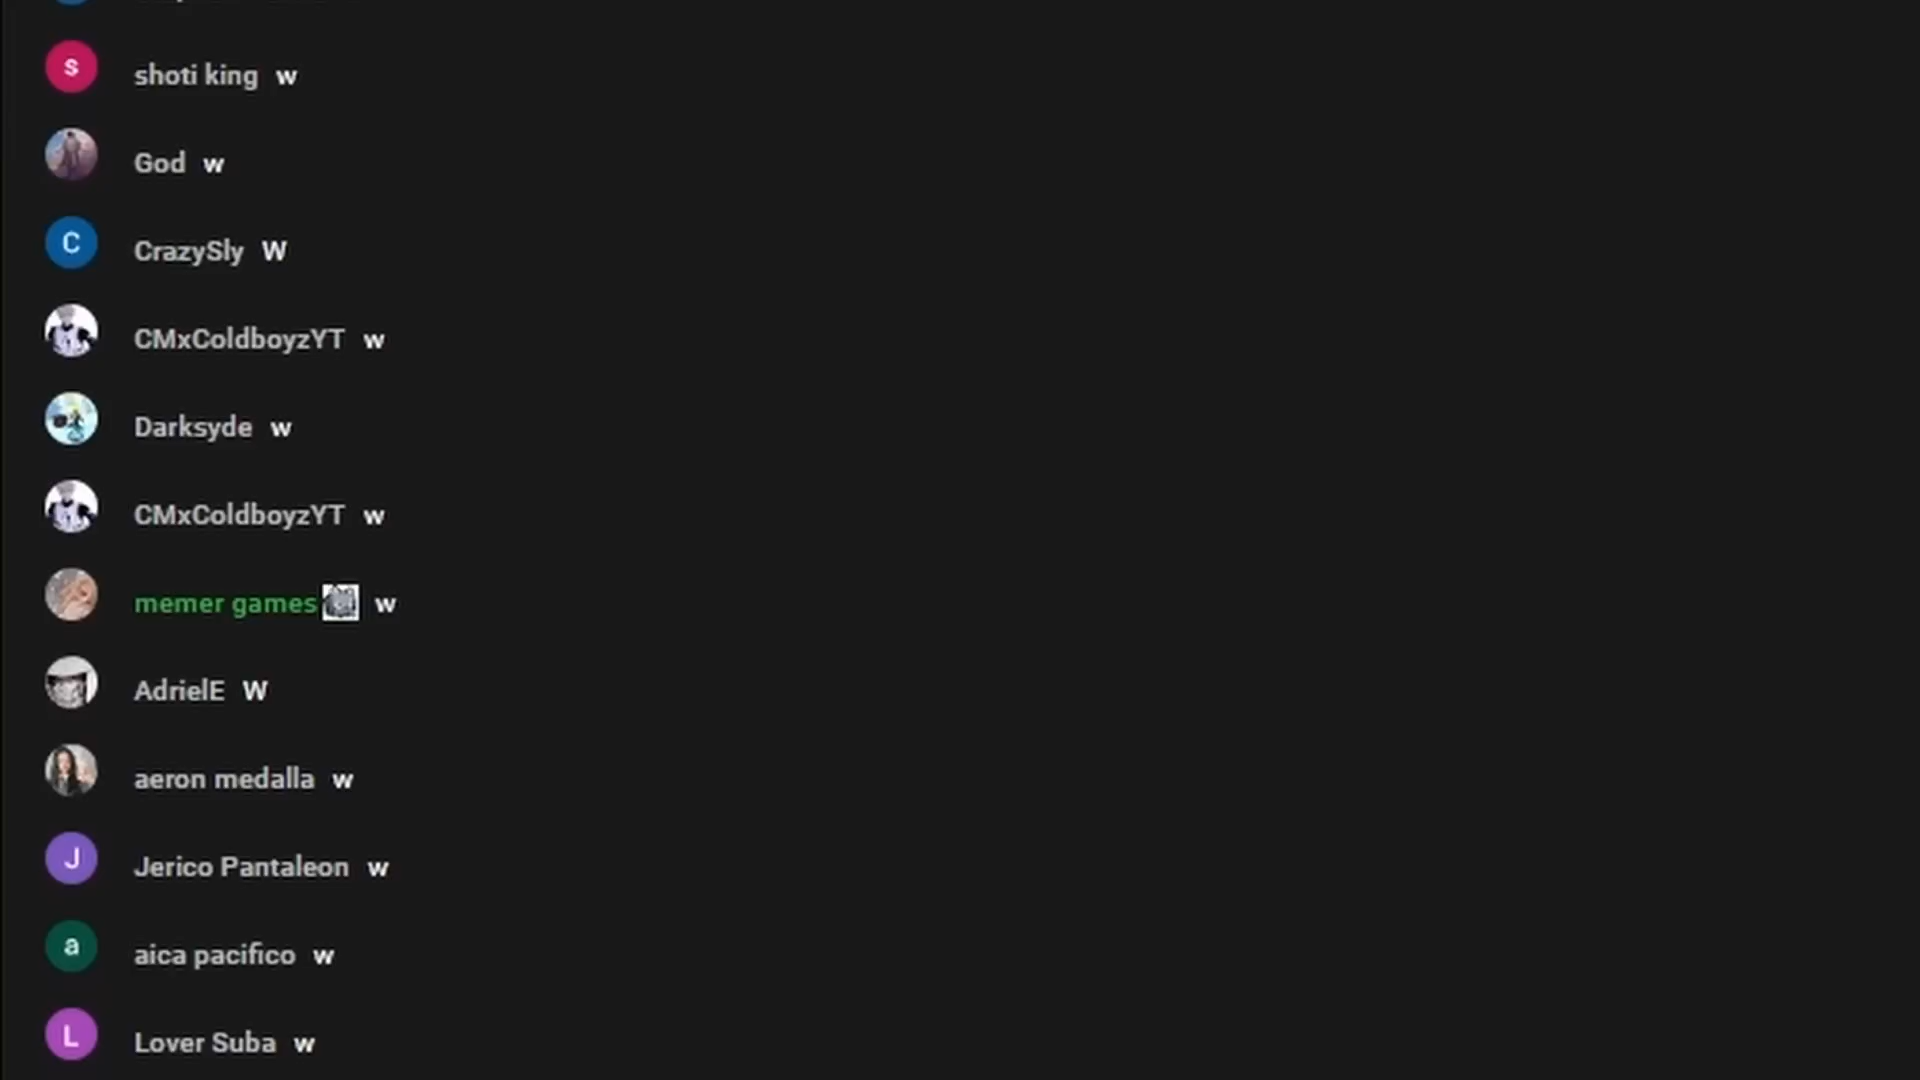 S shoti king w
God w
C CrazySly W
CMxColdboyzYT w
Darksyde w
CMxColdboyzYT w
memer games w
AdrielE W
aeron medalla w
J Jerico Pantaleon w
a aica pacifico w
L Lover Suba w